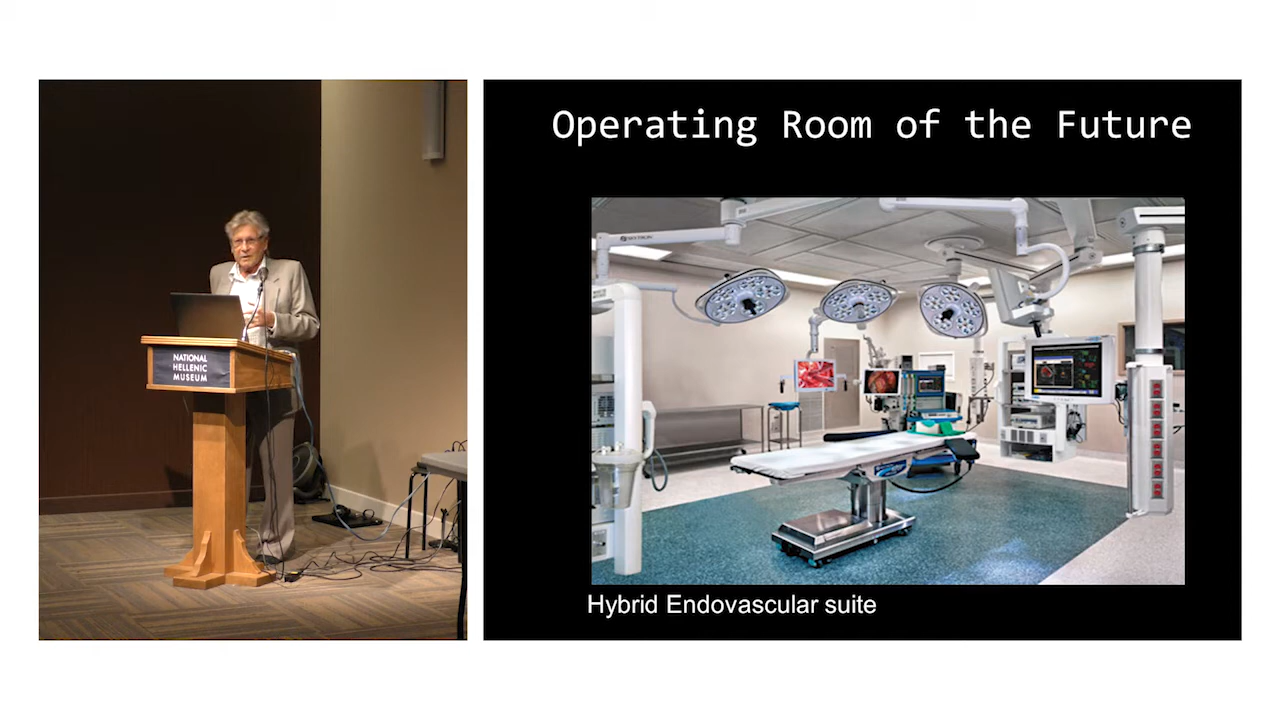 NATIONAL
HELLENIC
MUSEUM
Operating Room of the Future
Hybrid Endovascular suite